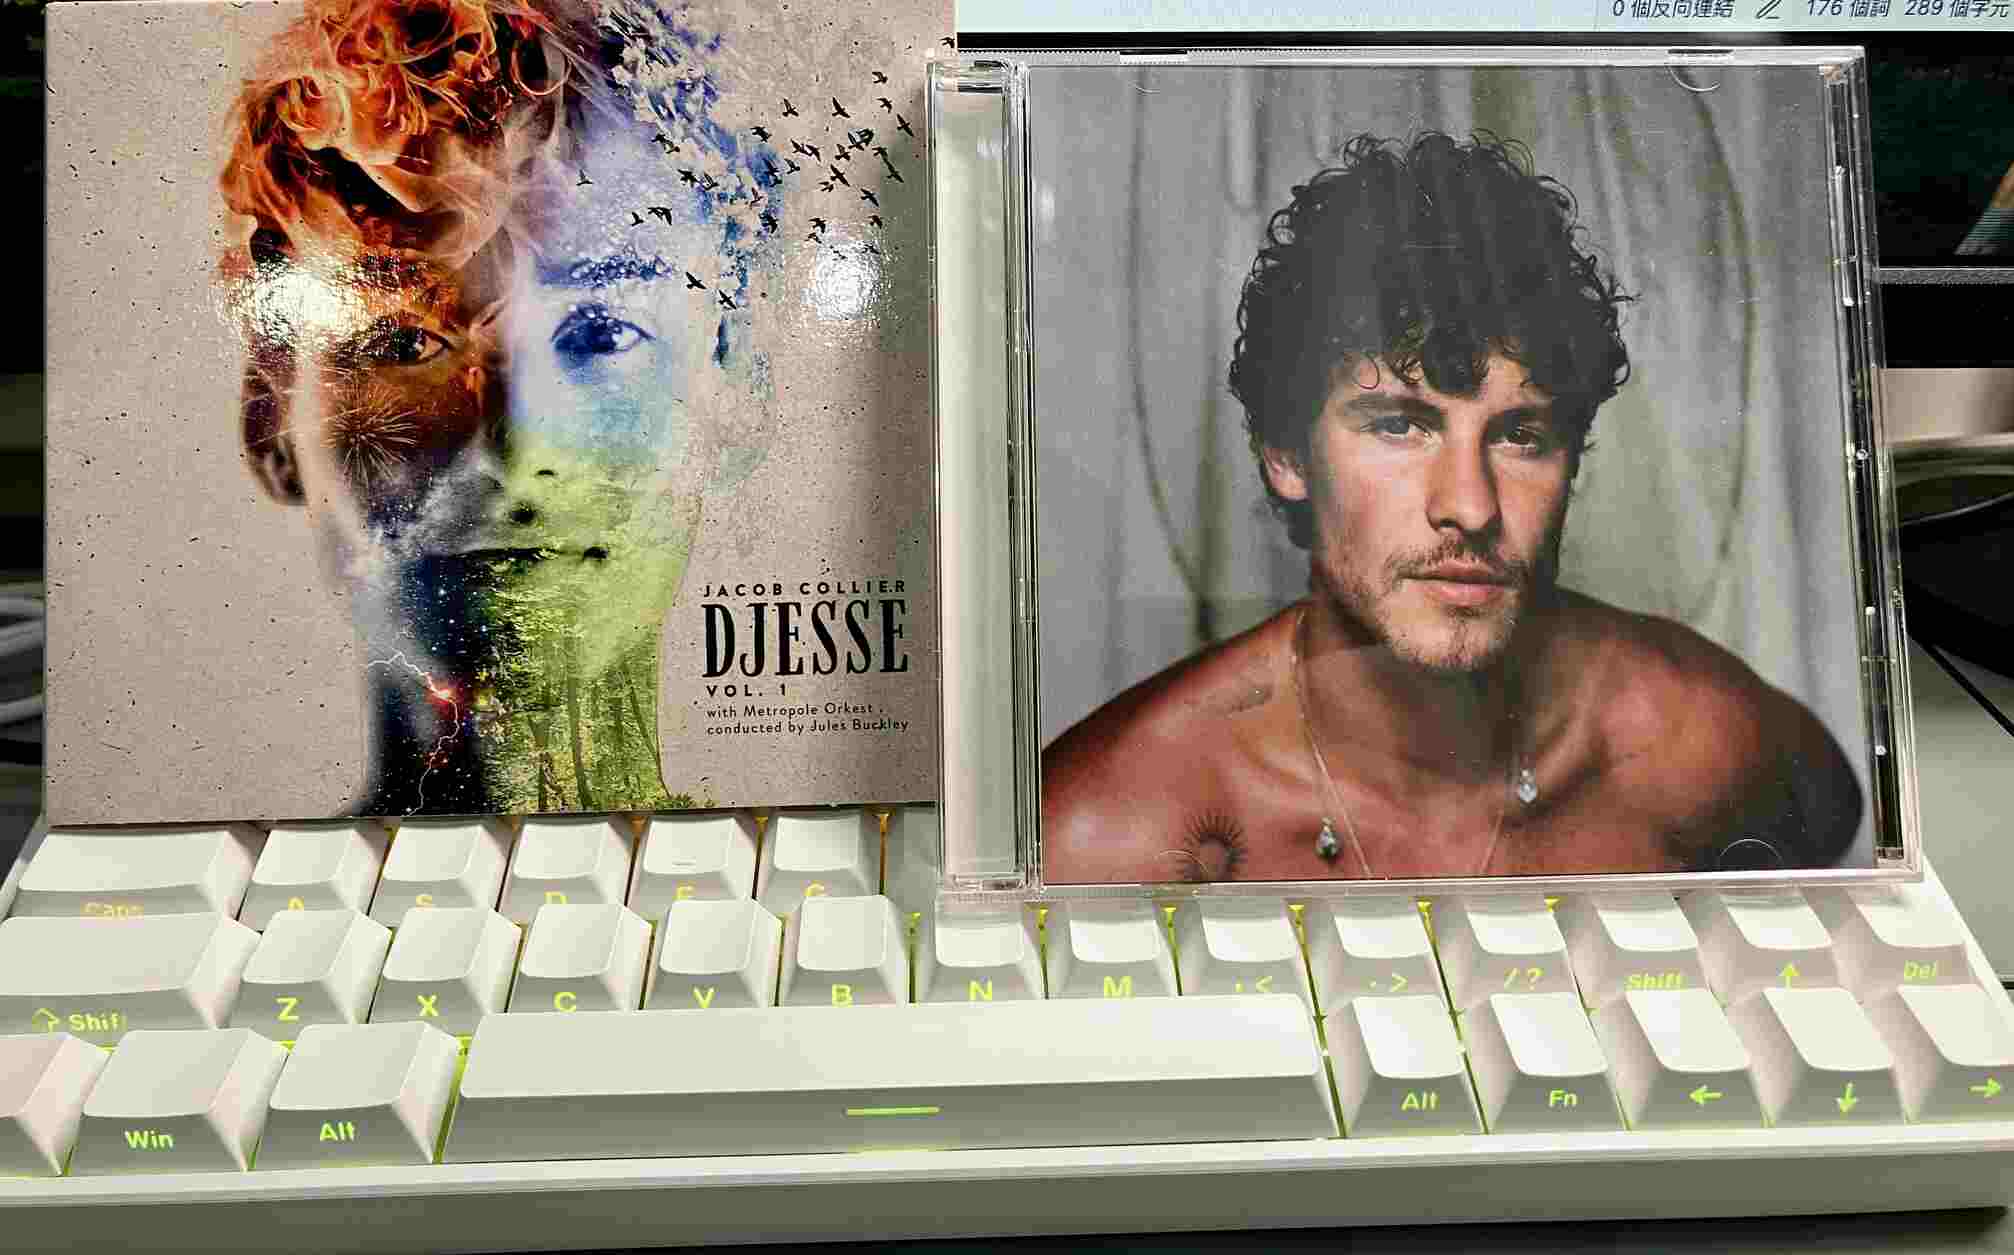 0 個反向連結 176 個詞 289 個字元
JACOB COLLIER
DJESSE
VOL. 1
with Metropole Orkest
conducted by Jules Buckley
Caps A S D F G
Shift Z X C V B N M , < . > / ? Shift ↑ Del
Win Alt Alt Fn ← ↓ →